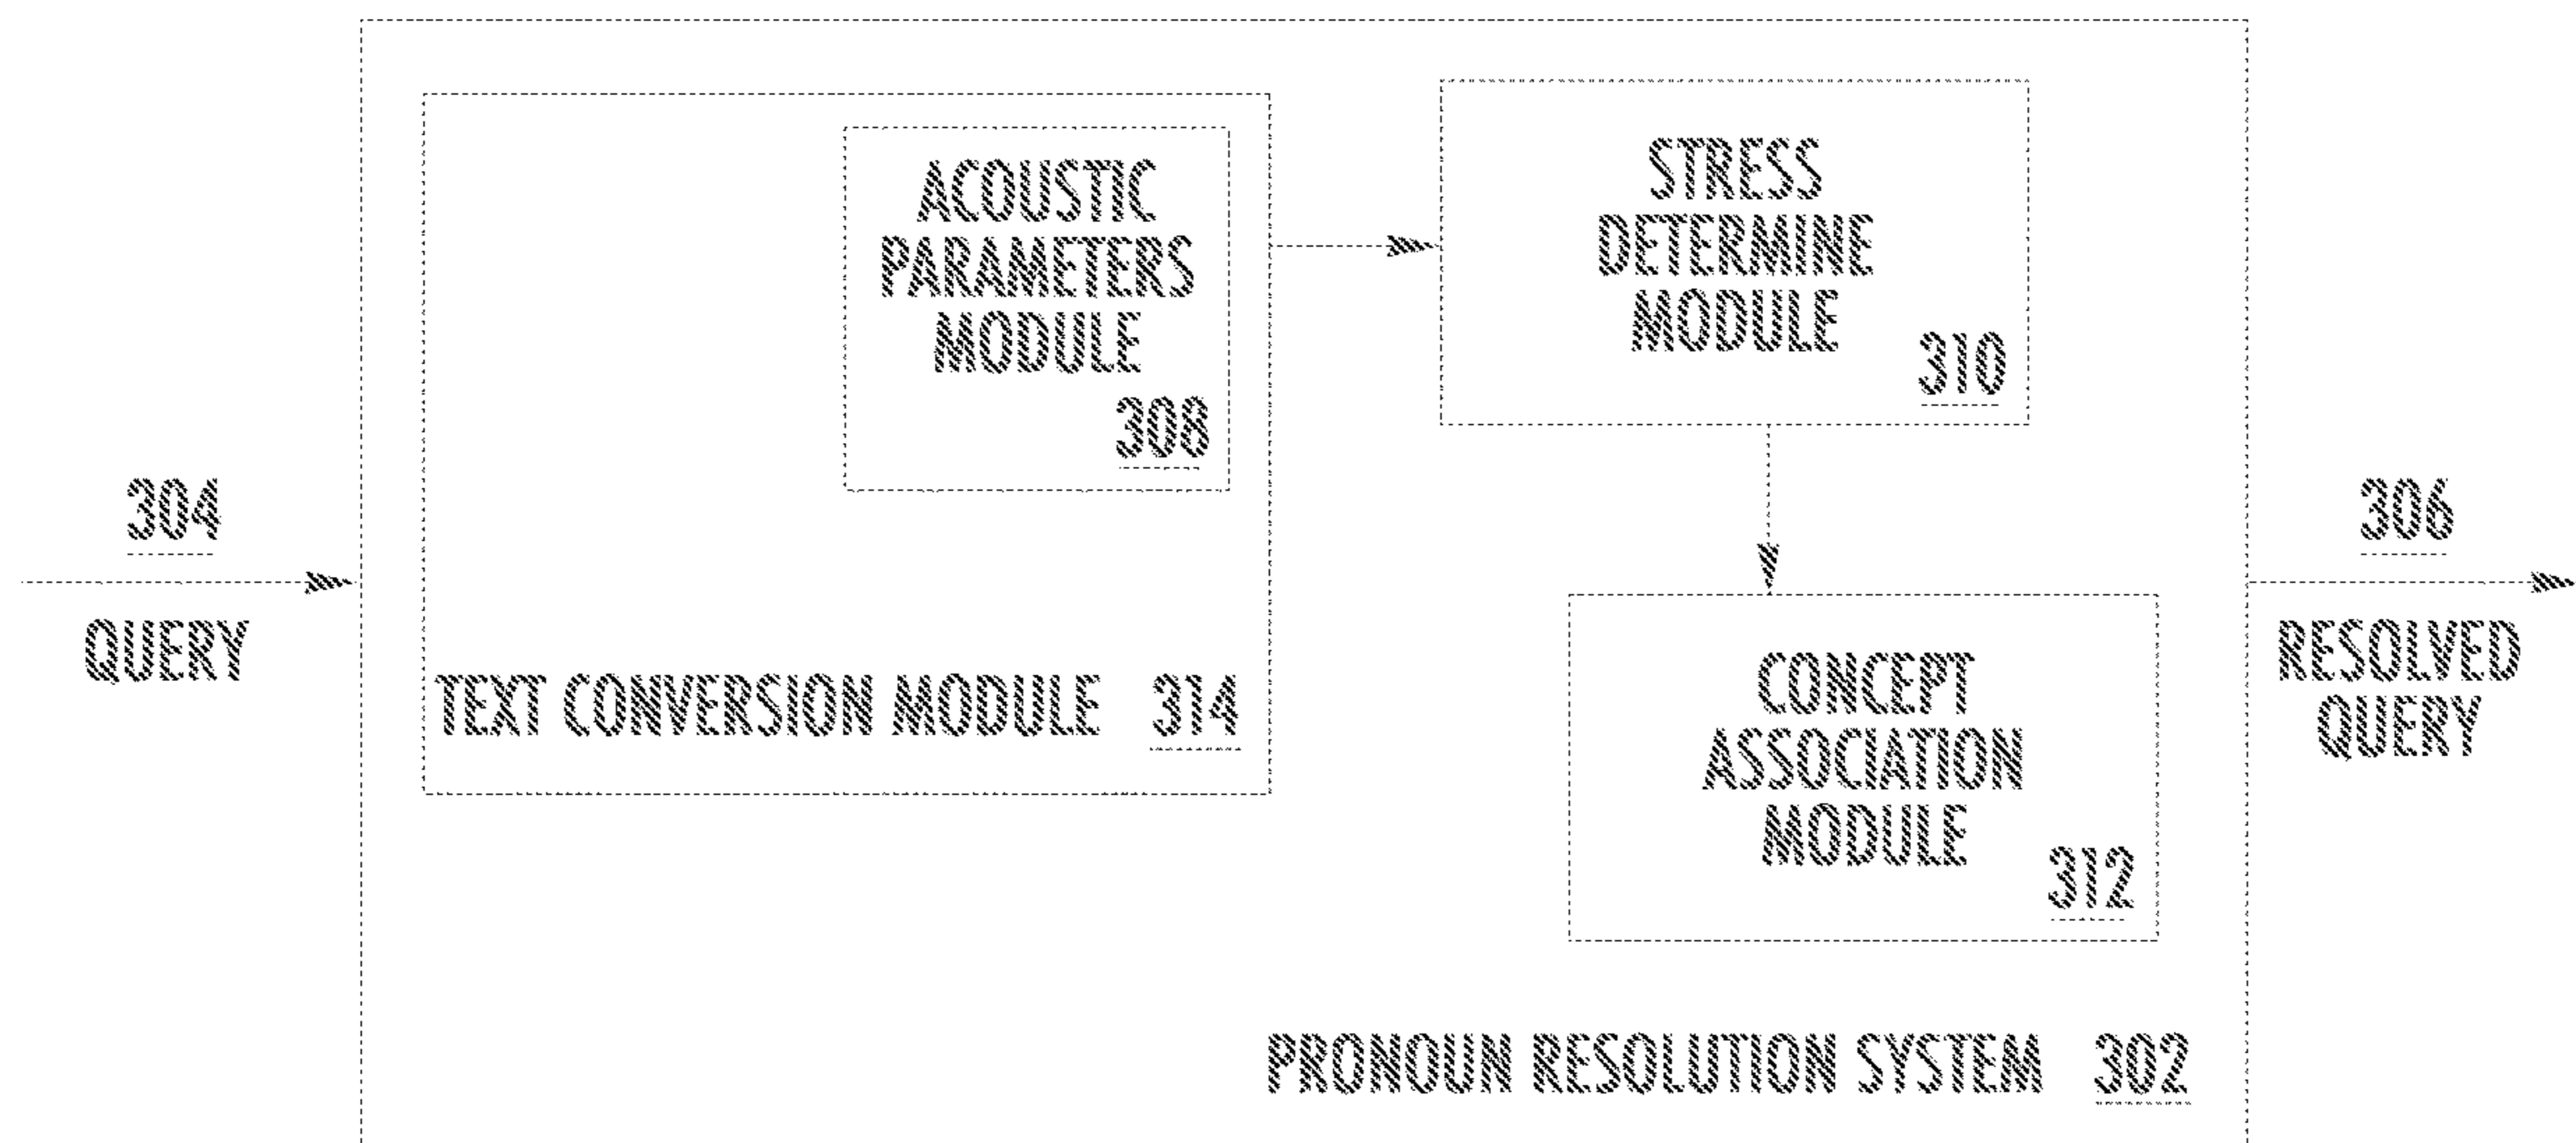 304
QUERY
ACOUSTIC
PARAMETERS
MODULE
308
TEXT CONVERSION MODULE 314
STRESS
DETERMINE
MODULE
310
CONCEPT
ASSOCIATION
MODULE
312
PRONOUN RESOLUTION SYSTEM 302
306
RESOLVED
QUERY